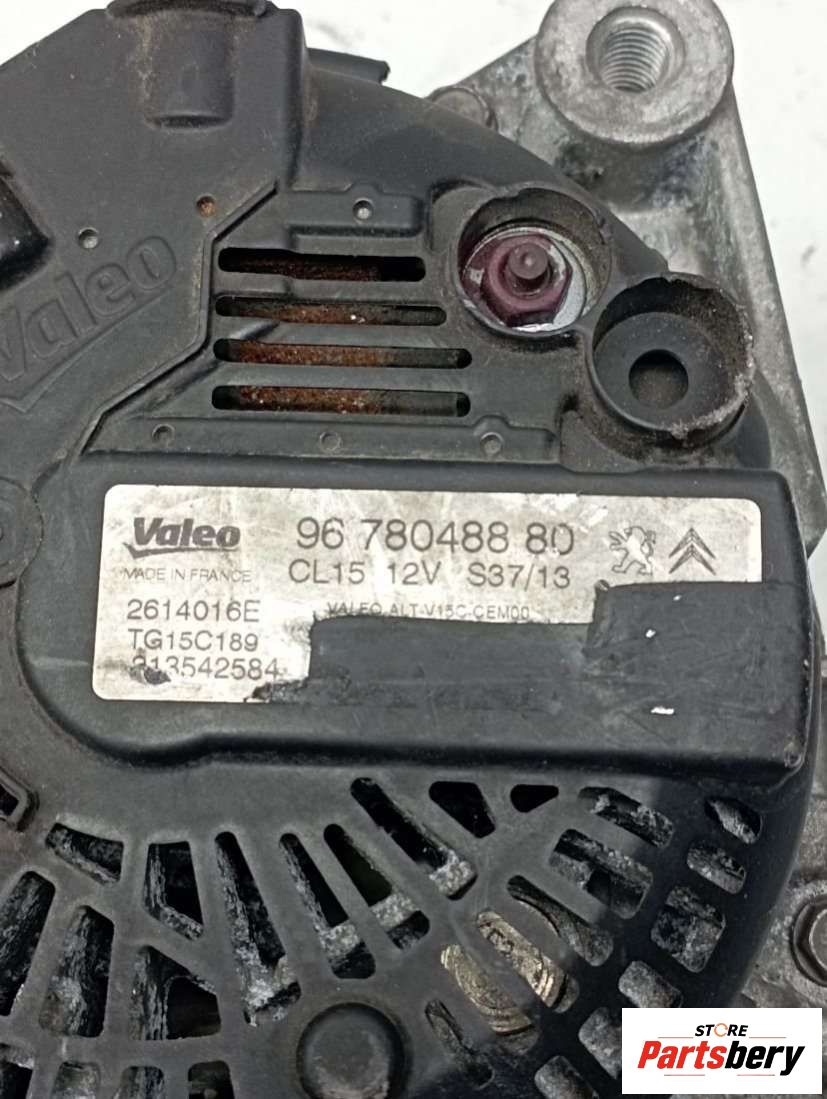 Valeo
Valeo 96 780488 80
MADE IN FRANCE CL15 12V S37/13
2614016E VALEO ALT-V15C-CEM00
TG15C189
313542584
STORE
Partsbery